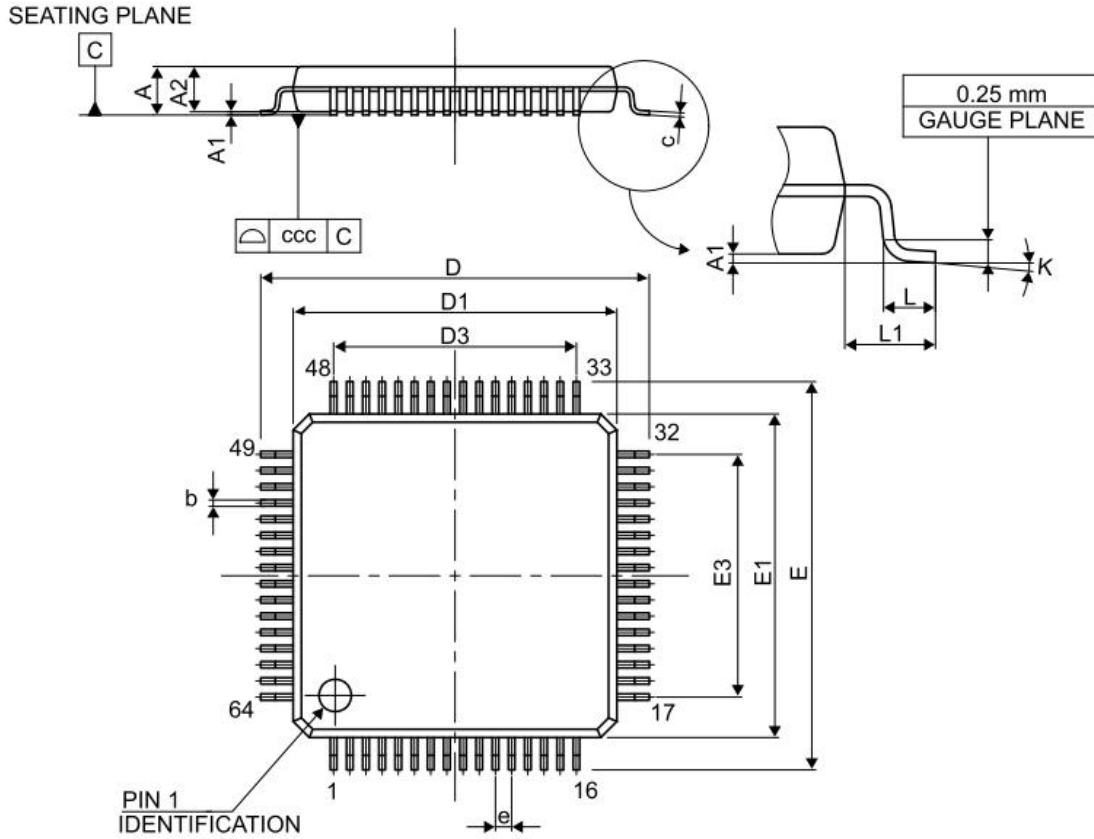 SEATING PLANE
C
A
A2
A1
c
ccc C
0.25 mm
GAUGE PLANE
A1
K
L
L1
D
D1
D3
48
33
49
32
b
E3
E1
E
64
17
1
16
e
PIN 1
IDENTIFICATION